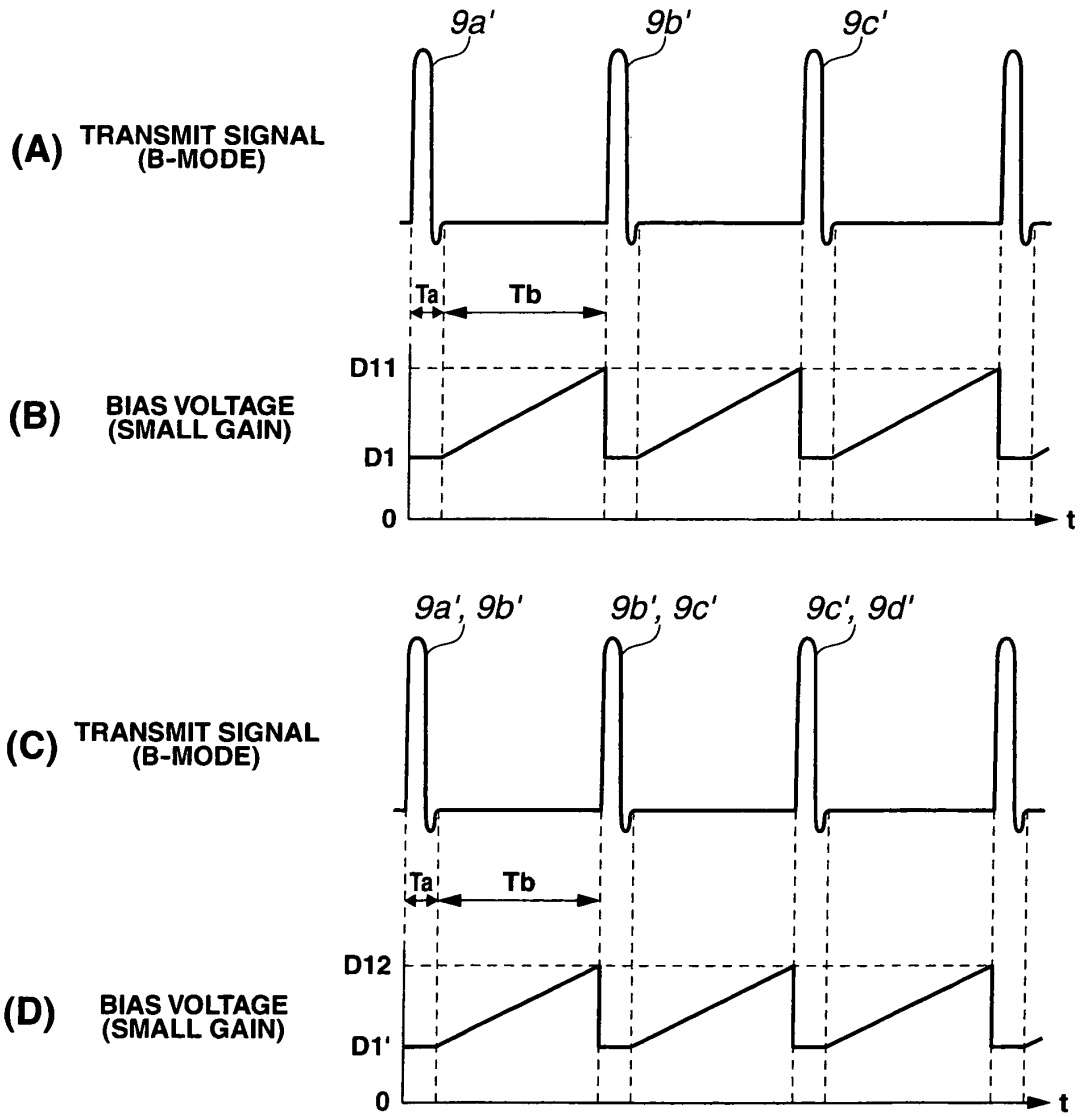 9a' 9b' 9c'
(A) TRANSMIT SIGNAL
(B-MODE)
Ta Tb
D11
(B) BIAS VOLTAGE
(SMALL GAIN)
D1
0 t
9a', 9b' 9b', 9c' 9c', 9d'
(C) TRANSMIT SIGNAL
(B-MODE)
Ta Tb
D12
(D) BIAS VOLTAGE
(SMALL GAIN)
D1'
0 t